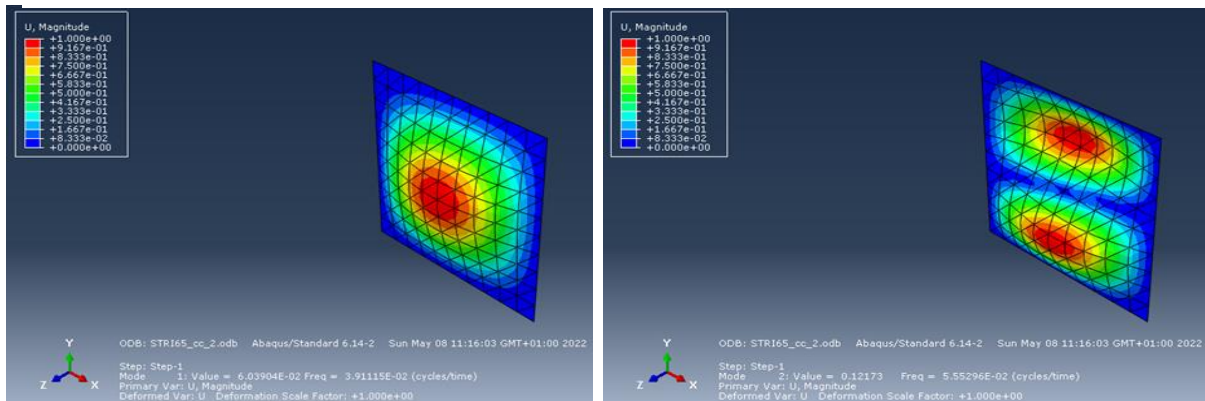 U, Magnitude
+1.000e+00
+9.167e-01
+8.333e-01
+7.500e-01
+6.667e-01
+5.833e-01
+5.000e-01
+4.167e-01
+3.333e-01
+2.500e-01
+1.667e-01
+8.333e-02
+0.000e+00
Y
Z
X
ODB: STRI65_cc_2.odb Abaqus/Standard 6.14-2 Sun May 08 11:16:03 GMT+01:00 2022
Step: Step-1
Mode 1: Value = 6.03904E-02 Freq = 3.91115E-02 (cycles/time)
Primary Var: U, Magnitude
Deformed Var: U Deformation Scale Factor: +1.000e+00
U, Magnitude
+1.000e+00
+9.167e-01
+8.333e-01
+7.500e-01
+6.667e-01
+5.833e-01
+5.000e-01
+4.167e-01
+3.333e-01
+2.500e-01
+1.667e-01
+8.333e-02
+0.000e+00
Y
Z
X
ODB: STRI65_cc_2.odb Abaqus/Standard 6.14-2 Sun May 08 11:16:03 GMT+01:00 2022
Step: Step-1
Mode 2: Value = 0.12173 Freq = 5.55296E-02 (cycles/time)
Primary Var: U, Magnitude
Deformed Var: U Deformation Scale Factor: +1.000e+00